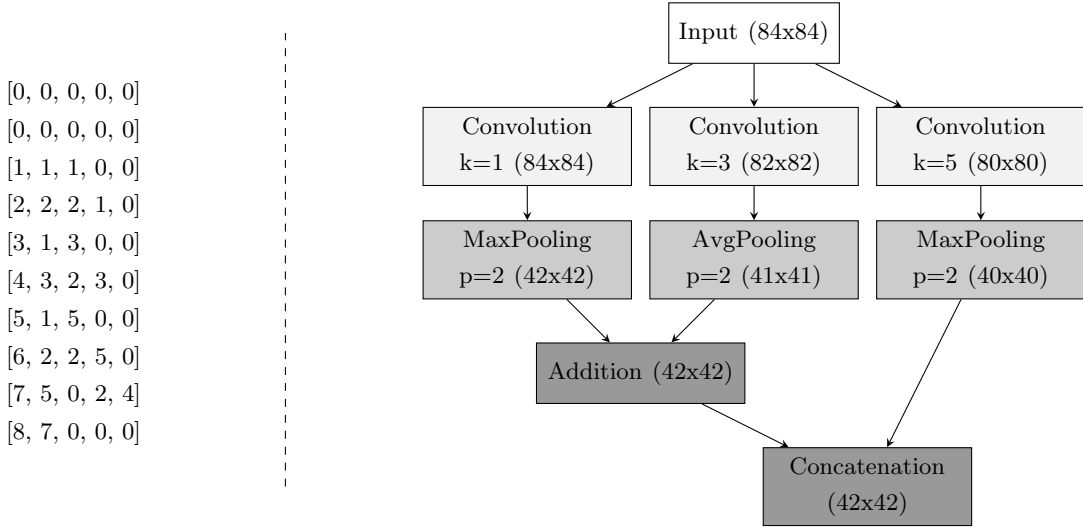 [0, 0, 0, 0, 0]
[0, 0, 0, 0, 0]
[1, 1, 1, 0, 0]
[2, 2, 2, 1, 0]
[3, 1, 3, 0, 0]
[4, 3, 2, 3, 0]
[5, 1, 5, 0, 0]
[6, 2, 2, 5, 0]
[7, 5, 0, 2, 4]
[8, 7, 0, 0, 0]
Input (84x84)
Convolution
k=1 (84x84)
Convolution
k=3 (82x82)
Convolution
k=5 (80x80)
MaxPooling
p=2 (42x42)
AvgPooling
p=2 (41x41)
MaxPooling
p=2 (40x40)
Addition (42x42)
Concatenation
(42x42)